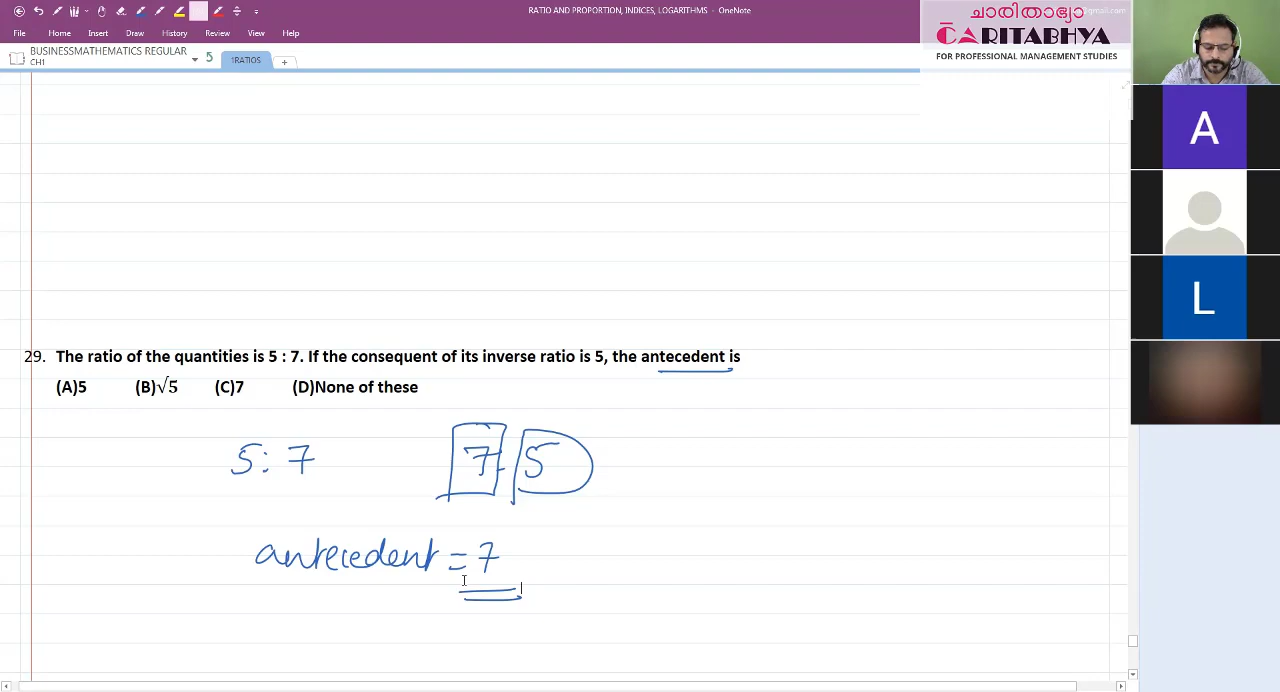 RATIO AND PROPORTION, INDICES, LOGARITHMS - OneNote
@gmail.com
ചാരിതാഭ്യാ
CARITABHYA
FOR PROFESSIONAL MANAGEMENT STUDIES
File Home Insert Draw History Review View Help
BUSINESSMATHEMATICS REGULAR
CH1
5
1RATIOS
A
L
29. The ratio of the quantities is 5 : 7. If the consequent of its inverse ratio is 5, the antecedent is
(A)5 (B)√5 (C)7 (D)None of these
5 : 7 7 : 5
antecedent = 7